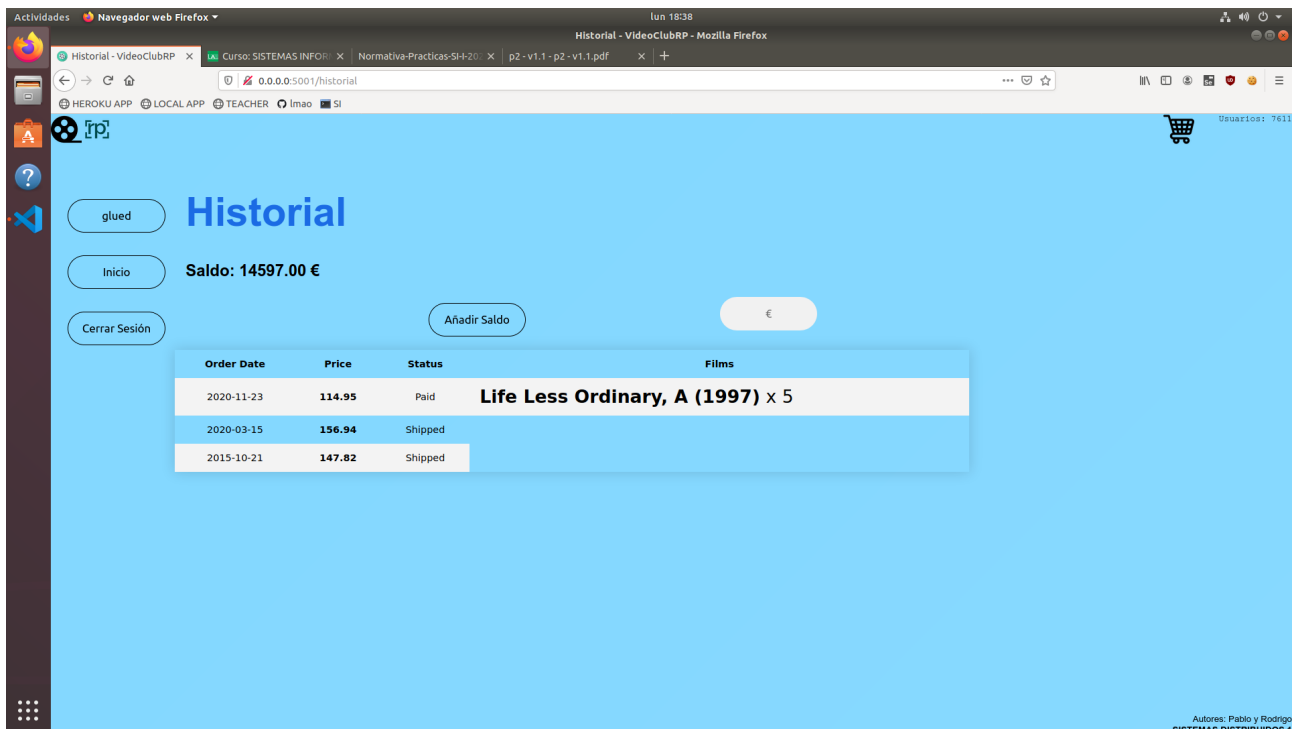 Actividades Navegador web Firefox
lun 18:38
Historial - VideoClubRP - Mozilla Firefox
Historial - VideoClubRP Curso: SISTEMAS INFOR Normativa-Practicas-SI-I-202 p2 - v1.1 - p2 - v1.1.pdf
0.0.0.0:5001/historial
HEROKU APP LOCAL APP TEACHER lmao SI
rp
Usuarios: 7611
glued
Historial
Inicio
Saldo: 14597.00 €
Cerrar Sesión
Añadir Saldo
€
Order Date Price Status Films
2020-11-23 114.95 Paid Life Less Ordinary, A (1997) x 5
2020-03-15 156.94 Shipped
2015-10-21 147.82 Shipped
Autores: Pablo y Rodrigo
SISTEMAS DISTRIBUIDOS 1